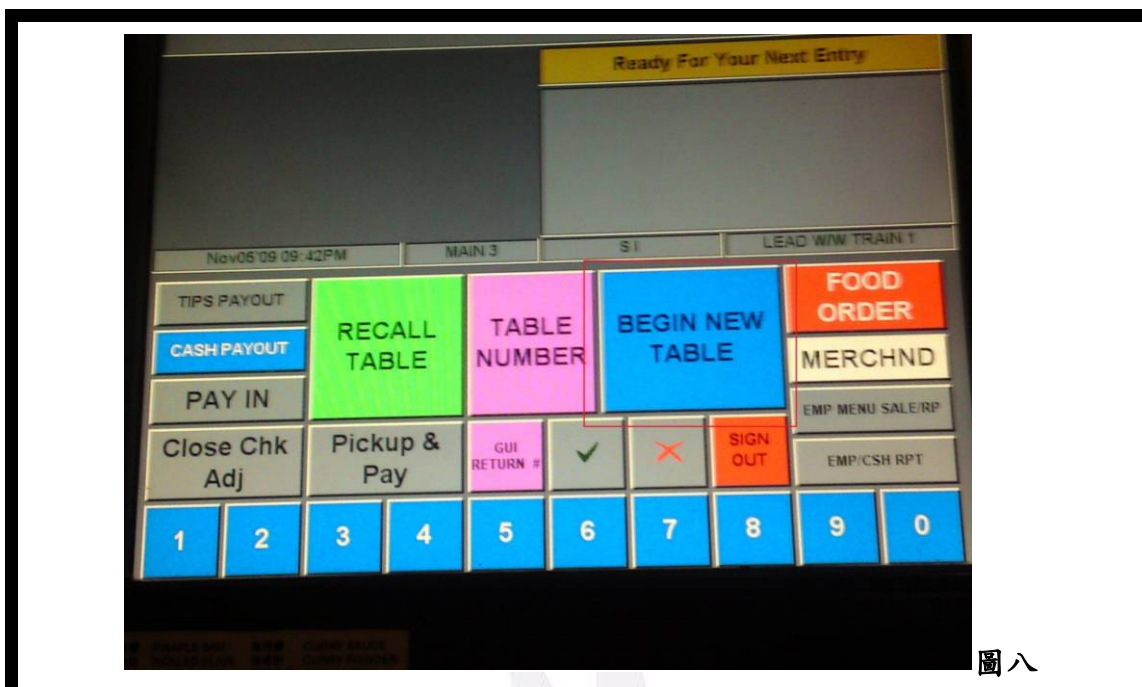 Ready For Your Next Entry
Nov05'09 09:42PM
MAIN 3
S I
LEAD W/W TRAIN 1
TIPS PAYOUT
CASH PAYOUT
PAY IN
RECALL
TABLE
TABLE
NUMBER
BEGIN NEW
TABLE
FOOD
ORDER
MERCHND
EMP MENU SALE/RP
Close Chk
Adj
Pickup &
Pay
GUI
RETURN #
SIGN
OUT
EMP/CSH RPT
1 2 3 4 5 6 7 8 9 0
圖八